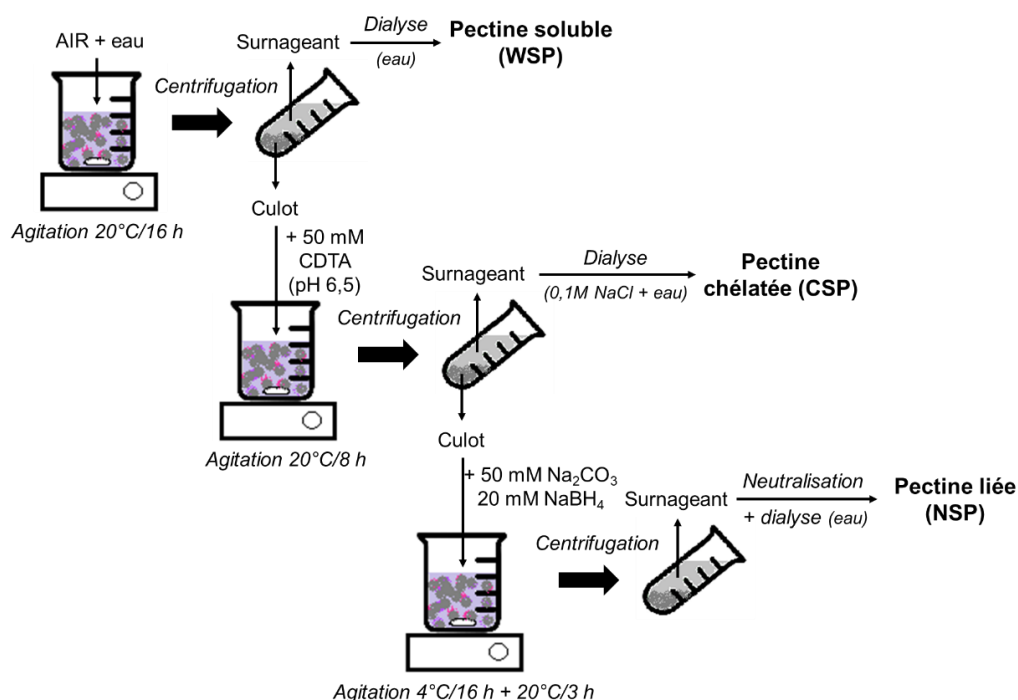 AIR + eau
Agitation 20°C/16 h
Centrifugation
Surnageant
Dialyse
(eau)
Pectine soluble
(WSP)
Culot
+ 50 mM
CDTA
(pH 6,5)
Agitation 20°C/8 h
Centrifugation
Surnageant
Dialyse
(0,1M NaCl + eau)
Pectine
chélatée (CSP)
Culot
+ 50 mM Na₂CO₃
20 mM NaBH₄
Agitation 4°C/16 h + 20°C/3 h
Centrifugation
Surnageant
Neutralisation
+ dialyse (eau)
Pectine liée
(NSP)